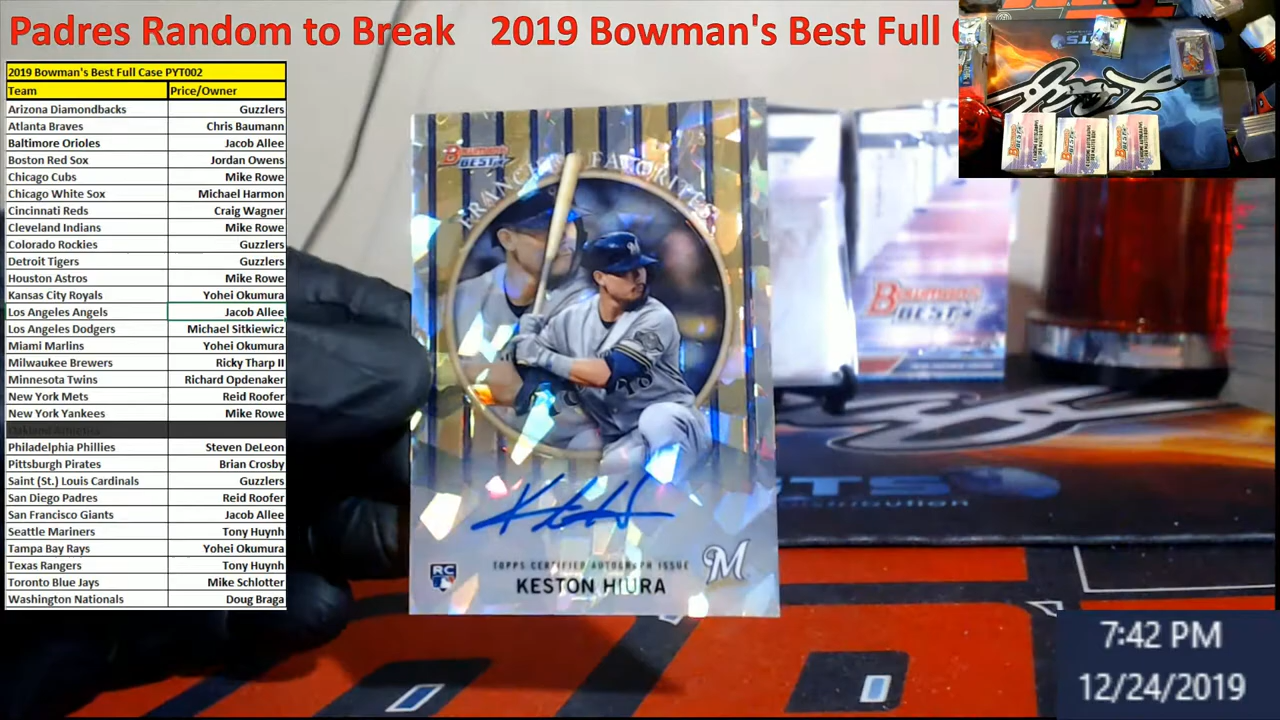 Padres Random to Break 2019 Bowman's Best Full
2019 Bowman's Best Full Case PYT002
Team Price/Owner
Arizona Diamondbacks Guzzlers
Atlanta Braves Chris Baumann
Baltimore Orioles Jacob Allee
Boston Red Sox Jordan Owens
Chicago Cubs Mike Rowe
Chicago White Sox Michael Harmon
Cincinnati Reds Craig Wagner
Cleveland Indians Mike Rowe
Colorado Rockies Guzzlers
Detroit Tigers Guzzlers
Houston Astros Mike Rowe
Kansas City Royals Yohei Okumura
Los Angeles Angels Jacob Allee
Los Angeles Dodgers Michael Sitkiewicz
Miami Marlins Yohei Okumura
Milwaukee Brewers Ricky Tharp II
Minnesota Twins Richard Opdenaker
New York Mets Reid Roofer
New York Yankees Mike Rowe
Oakland Athletics
Philadelphia Phillies Steven DeLeon
Pittsburgh Pirates Brian Crosby
Saint (St.) Louis Cardinals Guzzlers
San Diego Padres Reid Roofer
San Francisco Giants Jacob Allee
Seattle Mariners Tony Huynh
Tampa Bay Rays Yohei Okumura
Texas Rangers Tony Huynh
Toronto Blue Jays Mike Schlotter
Washington Nationals Doug Braga
BOWMAN'S BEST
FRANCHISE FAVORITES
TOPPS CERTIFIED AUTOGRAPH ISSUE
RC
KESTON HIURA
M
BOWMAN'S BEST
7:42 PM
12/24/2019